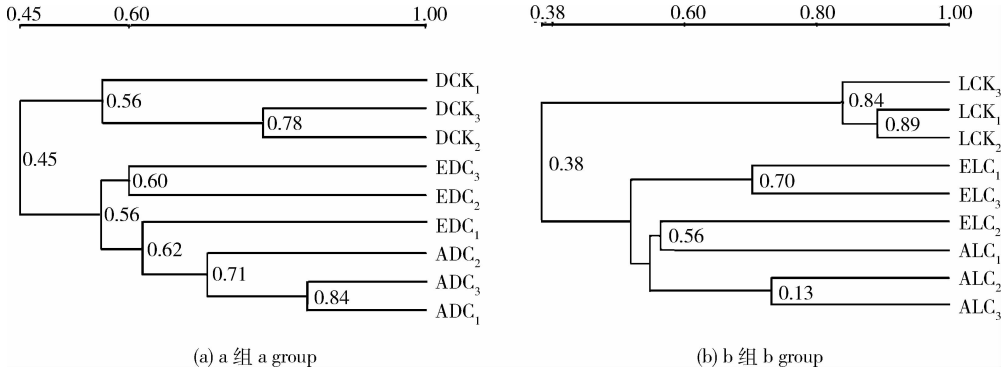 0.45 0.60 1.00
DCK₁
0.56
DCK₃
0.78
DCK₂
0.45
EDC₃
0.60
EDC₂
0.56
EDC₁
0.62
ADC₂
0.71
ADC₃
0.84
ADC₁
(a) a 组 a group
0.38 0.60 0.80 1.00
LCK₃
0.84
LCK₁
0.89
LCK₂
0.38
ELC₁
0.70
ELC₃
ELC₂
0.56
ALC₁
ALC₂
0.13
ALC₃
(b) b 组 b group